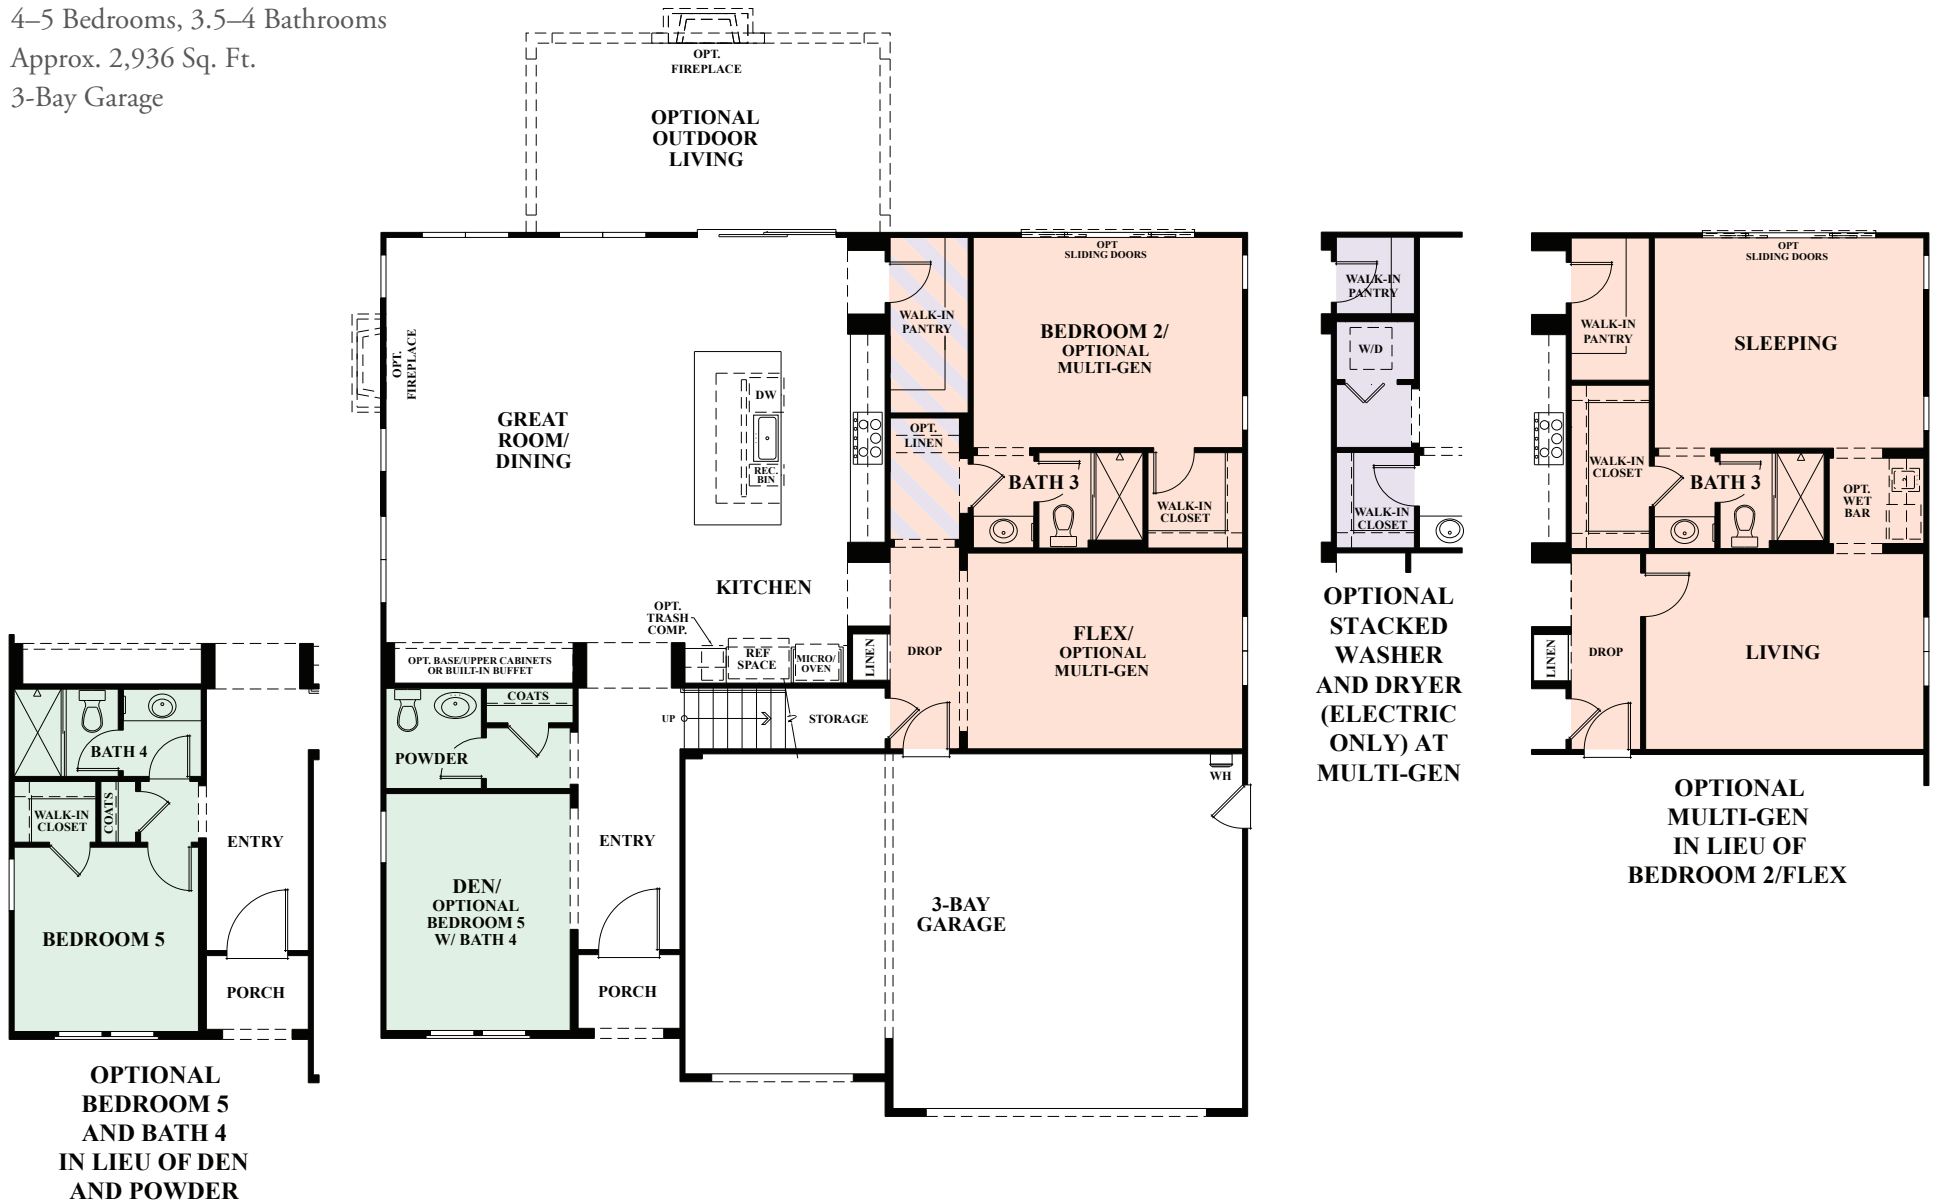 4–5 Bedrooms, 3.5–4 Bathrooms
Approx. 2,936 Sq. Ft.
3-Bay Garage
OPT.
FIREPLACE
OPTIONAL
OUTDOOR
LIVING
OPT.
FIREPLACE
GREAT
ROOM/
DINING
DW
REC.
BIN
KITCHEN
OPT.
TRASH
COMP.
REF
SPACE
MICRO/
OVEN
LINEN
OPT. BASE/UPPER CABINETS
OR BUILT-IN BUFFET
WALK-IN
PANTRY
OPT.
LINEN
OPT
SLIDING DOORS
BEDROOM 2/
OPTIONAL
MULTI-GEN
BATH 3
WALK-IN
CLOSET
DROP
FLEX/
OPTIONAL
MULTI-GEN
COATS
UP
STORAGE
POWDER
WH
ENTRY
DEN/
OPTIONAL
BEDROOM 5
W/ BATH 4
3-BAY
GARAGE
PORCH
BATH 4
WALK-IN
CLOSET
COATS
ENTRY
BEDROOM 5
PORCH
OPTIONAL
BEDROOM 5
AND BATH 4
IN LIEU OF DEN
AND POWDER
WALK-IN
PANTRY
W/D
WALK-IN
CLOSET
OPTIONAL
STACKED
WASHER
AND DRYER
(ELECTRIC
ONLY) AT
MULTI-GEN
OPT
SLIDING DOORS
WALK-IN
PANTRY
SLEEPING
WALK-IN
CLOSET
BATH 3
OPT.
WET
BAR
LINEN
DROP
LIVING
OPTIONAL
MULTI-GEN
IN LIEU OF
BEDROOM 2/FLEX